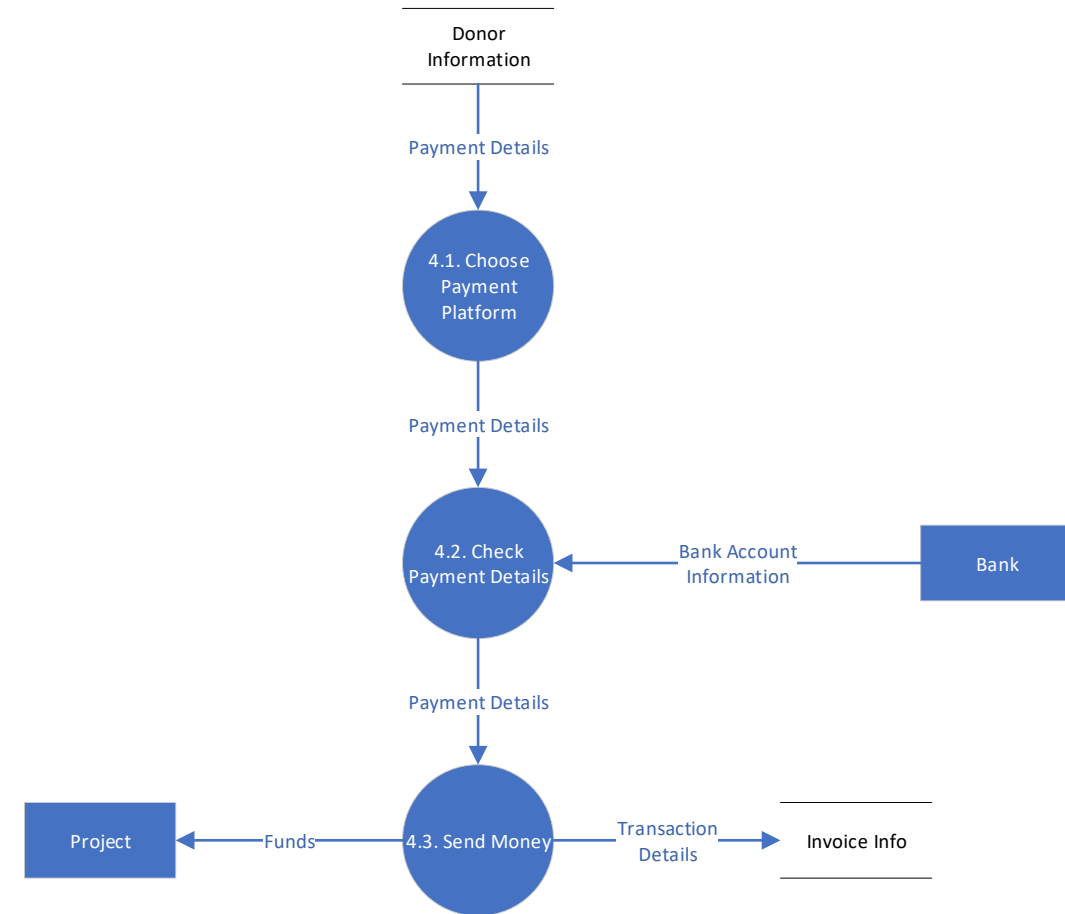 Donor
Information
Payment Details
4.1. Choose
Payment
Platform
Payment Details
4.2. Check
Payment Details
Bank Account
Information
Bank
Payment Details
Project
Funds
4.3. Send Money
Transaction
Details
Invoice Info